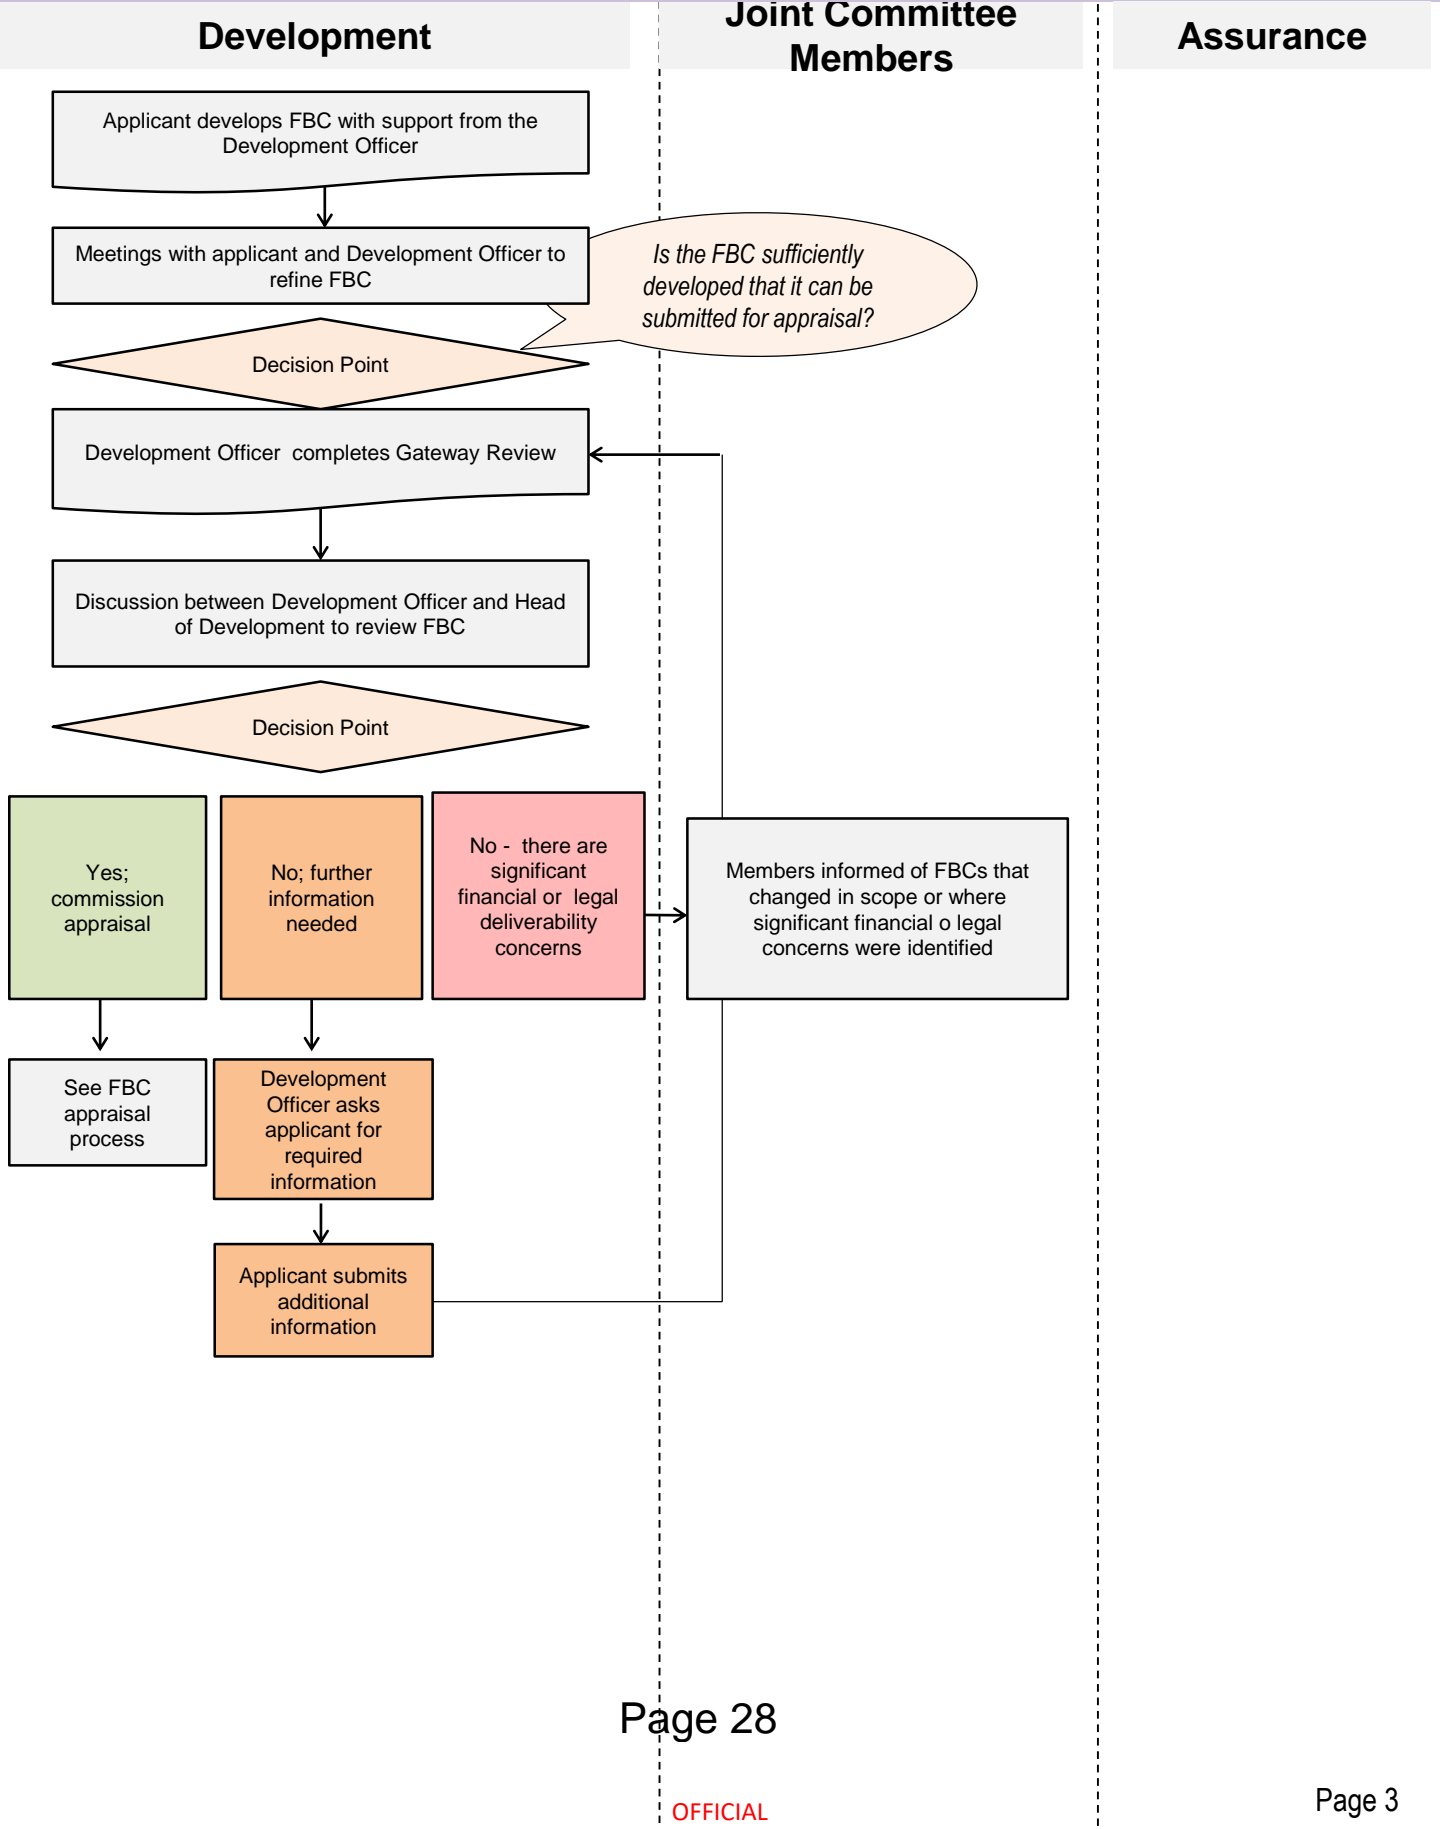 Development
Joint Committee
Members
Assurance
Applicant develops FBC with support from the
Development Officer
Meetings with applicant and Development Officer to
refine FBC
Is the FBC sufficiently
developed that it can be
submitted for appraisal?
Decision Point
Development Officer  completes Gateway Review
Discussion between Development Officer and Head
of Development to review FBC
Decision Point
Yes;
commission
appraisal
No; further
information
needed
No -  there are
significant
financial or  legal
deliverability
concerns
Members informed of FBCs that
changed in scope or where
significant financial o legal
concerns were identified
See FBC
appraisal
process
Development
Officer asks
applicant for
required
information
Applicant submits
additional
information
Page 28
OFFICIAL
Page 3